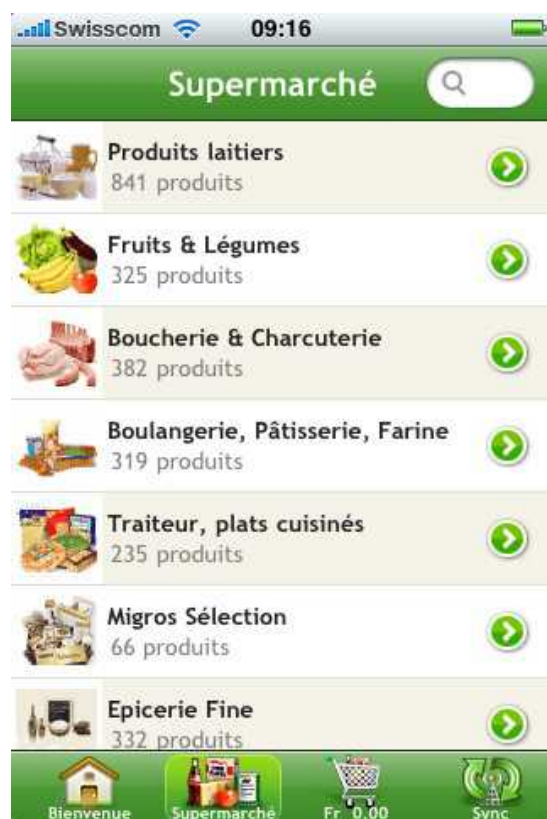 Swisscom 09:16
Supermarché
Produits laitiers
841 produits
Fruits & Légumes
325 produits
Boucherie & Charcuterie
382 produits
Boulangerie, Pâtisserie, Farine
319 produits
Traiteur, plats cuisinés
235 produits
Migros Sélection
66 produits
Epicerie Fine
332 produits
Bienvenue Supermarché Fr 0.00 Sync